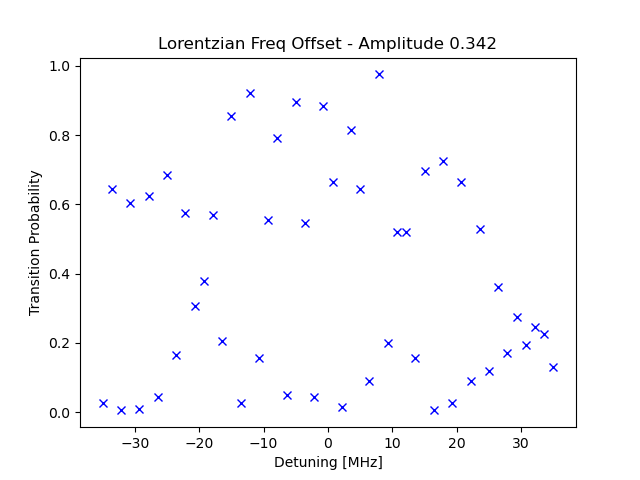 Lorentzian Freq Offset - Amplitude 0.342
1.0
0.8
0.6
0.4
0.2
0.0
Transition Probability
−30 −20 −10 0 10 20 30
Detuning [MHz]